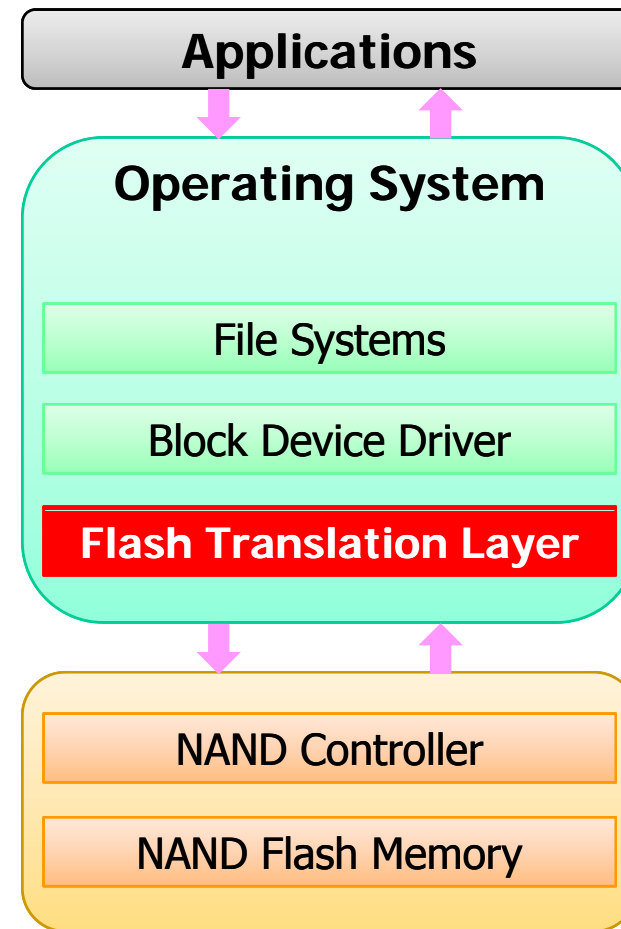 Applications
Operating System
File Systems
Block Device Driver
Flash Translation Layer
NAND Controller
NAND Flash Memory